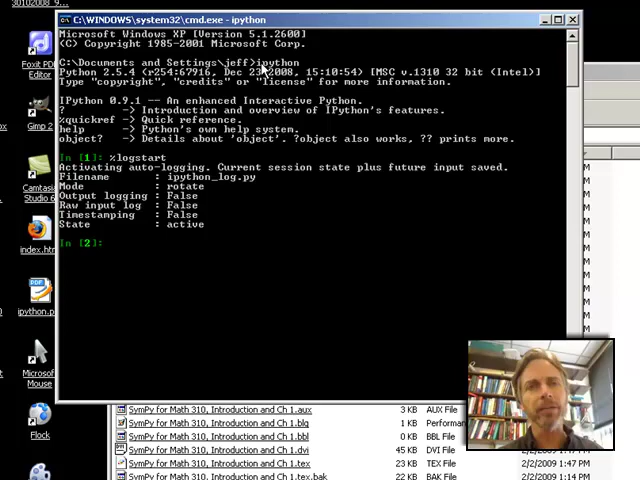 30102008_9...
C:\WINDOWS\system32\cmd.exe - ipython
Microsoft Windows XP [Version 5.1.2600]
(C) Copyright 1985-2001 Microsoft Corp.
C:\Documents and Settings\jeff>ipython
Python 2.5.4 (r254:67916, Dec 23 2008, 15:10:54) [MSC v.1310 32 bit (Intel)]
Type "copyright", "credits" or "license" for more information.
IPython 0.9.1 -- An enhanced Interactive Python.
? -> Introduction and overview of IPython's features.
%quickref -> Quick reference.
help -> Python's own help system.
object? -> Details about 'object'. ?object also works, ?? prints more.
In [1]: %logstart
Activating auto-logging. Current session state plus future input saved.
Filename : ipython_log.py
Mode : rotate
Output logging : False
Raw input log : False
Timestamping : False
State : active
In [2]:
Foxit PDF
Editor
Gimp 2
Camtasia
Studio 6
index.htm
ipython.p
Microsoft
Mouse
Flock
SymPy for Math 310, Introduction and Ch 1.aux 3 KB AUX File
SymPy for Math 310, Introduction and Ch 1.blg 1 KB Performan
SymPy for Math 310, Introduction and Ch 1.bbl 0 KB BBL File
SymPy for Math 310, Introduction and Ch 1.dvi 45 KB DVI File 2/2/2009 1:47 PM
SymPy for Math 310, Introduction and Ch 1.tex 23 KB TEX File 2/2/2009 1:47 PM
SymPy for Math 310, Introduction and Ch 1.tex.bak 22 KB BAK File 2/2/2009 1:47 PM